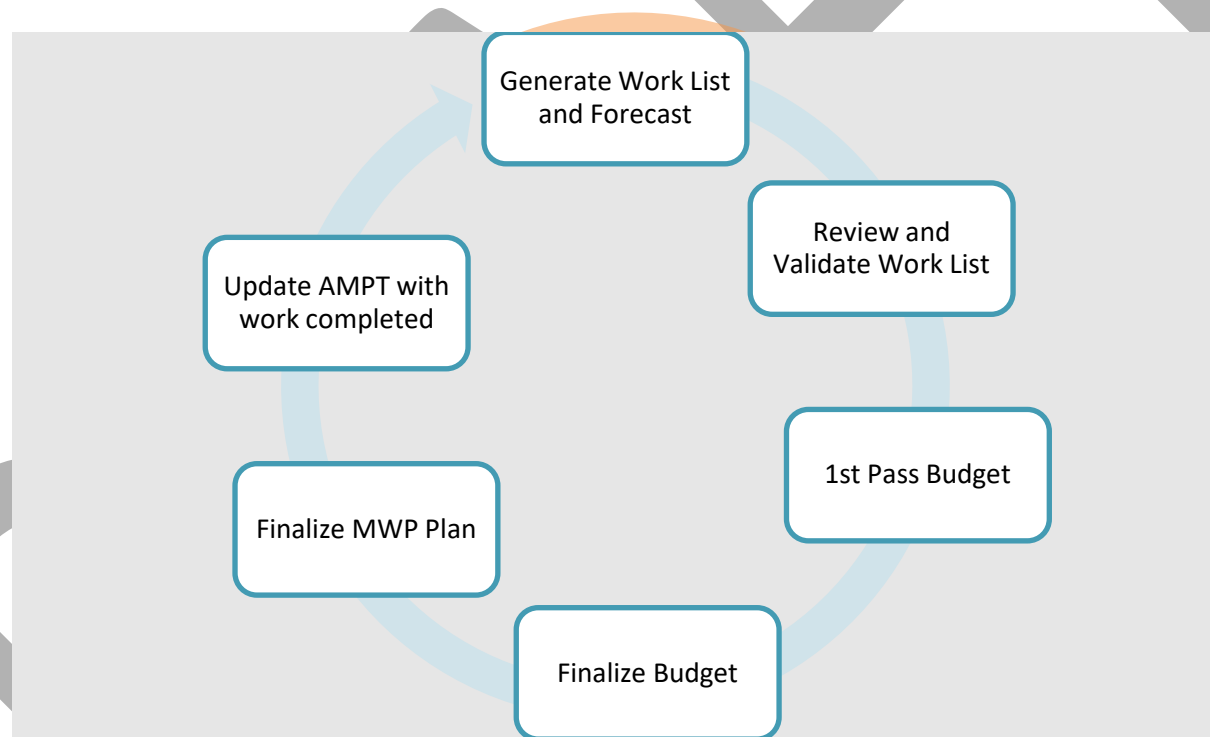 Generate Work List
and Forecast
Review and
Validate Work List
1st Pass Budget
Finalize Budget
Finalize MWP Plan
Update AMPT with
work completed